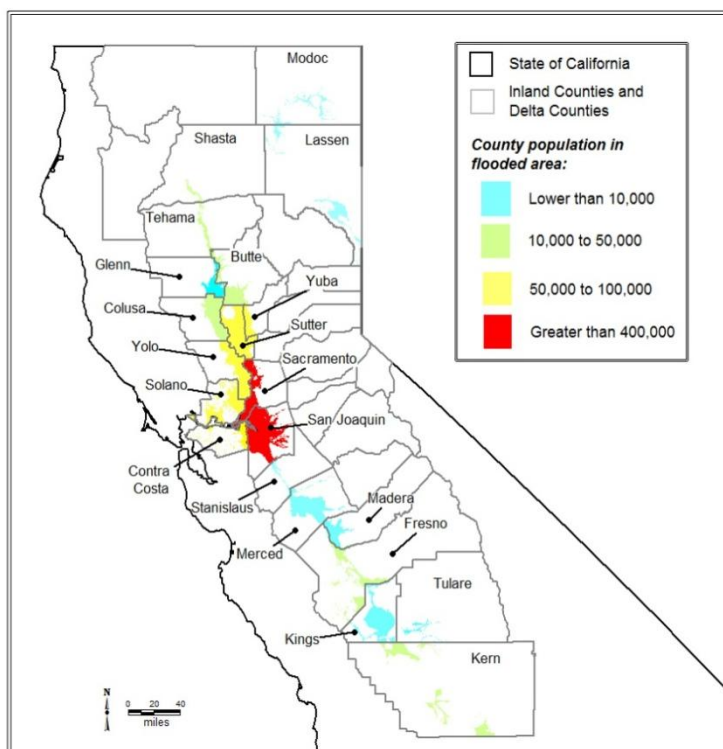 Modoc
Shasta
Lassen
Tehama
Glenn
Butte
Yuba
Colusa
Sutter
Yolo
Sacramento
Solano
San Joaquin
Contra
Costa
Stanislaus
Madera
Fresno
Merced
Tulare
Kings
Kern
State of California
Inland Counties and
Delta Counties
County population in
flooded area:
Lower than 10,000
10,000 to 50,000
50,000 to 100,000
Greater than 400,000
N
0 20 40
miles